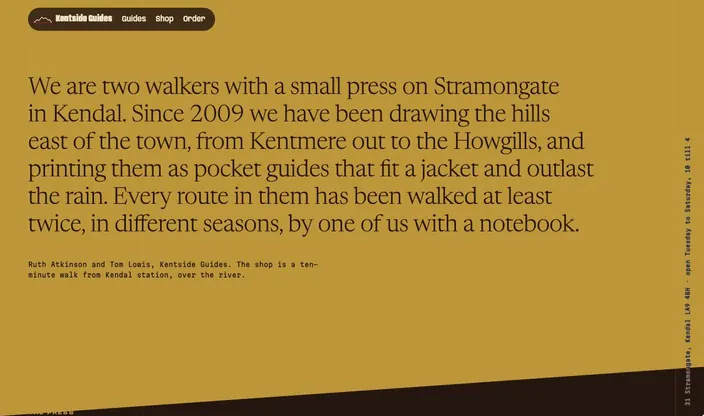 Kentside Guides Guides Shop Order
We are two walkers with a small press on Stramongate
in Kendal. Since 2009 we have been drawing the hills
east of the town, from Kentmere out to the Howgills, and
printing them as pocket guides that fit a jacket and outlast
the rain. Every route in them has been walked at least
twice, in different seasons, by one of us with a notebook.
Ruth Atkinson and Tom Lowis, Kentside Guides. The shop is a ten-
minute walk from Kendal station, over the river.
31 Stramongate, Kendal LA9 4BH · open Tuesday to Saturday, 10 till 4